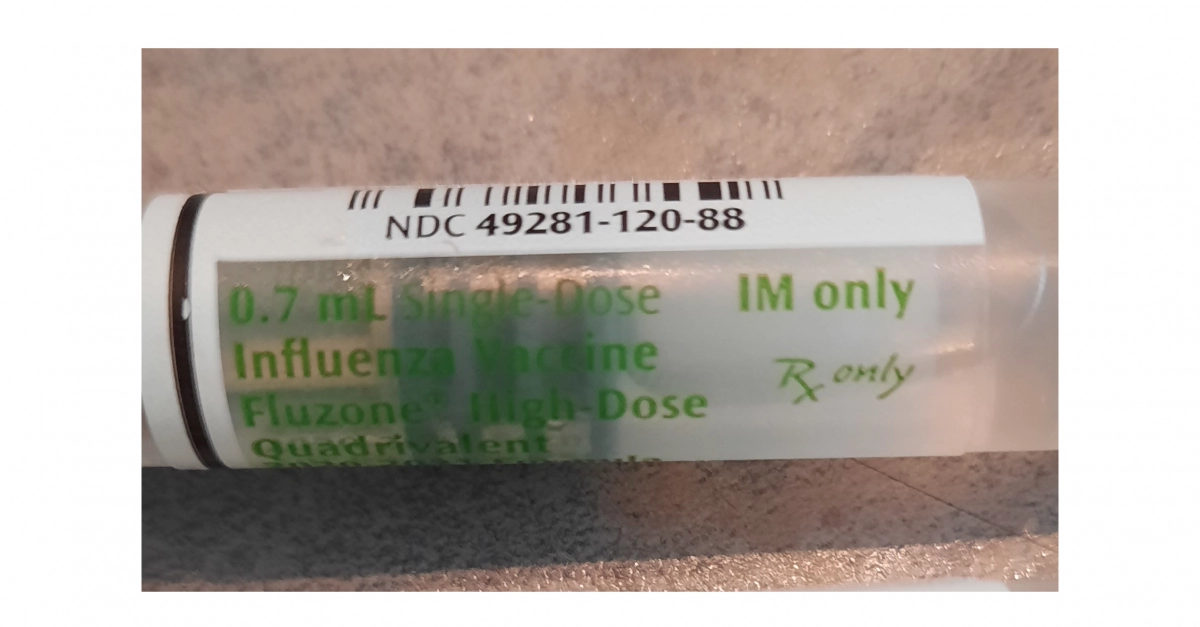 NDC 49281-120-88
0.7 mL Single-Dose
IM only
Influenza Vaccine
Rx only
Fluzone® High-Dose
Quadrivalent